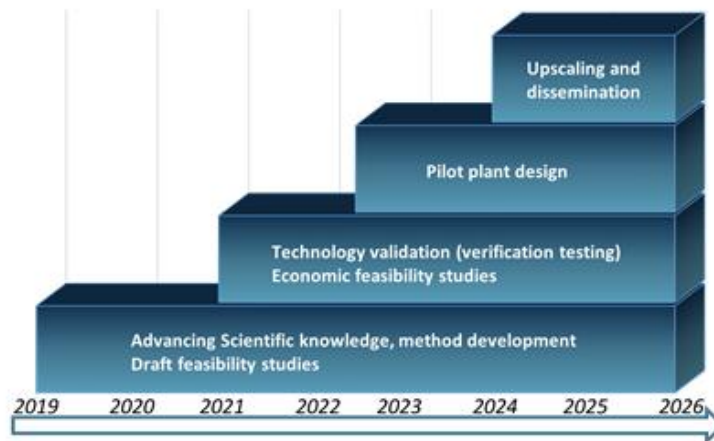 Upscaling and
dissemination
Pilot plant design
Technology validation (verification testing)
Economic feasibility studies
Advancing Scientific knowledge, method development
Draft feasibility studies
2019 2020 2021 2022 2023 2024 2025 2026